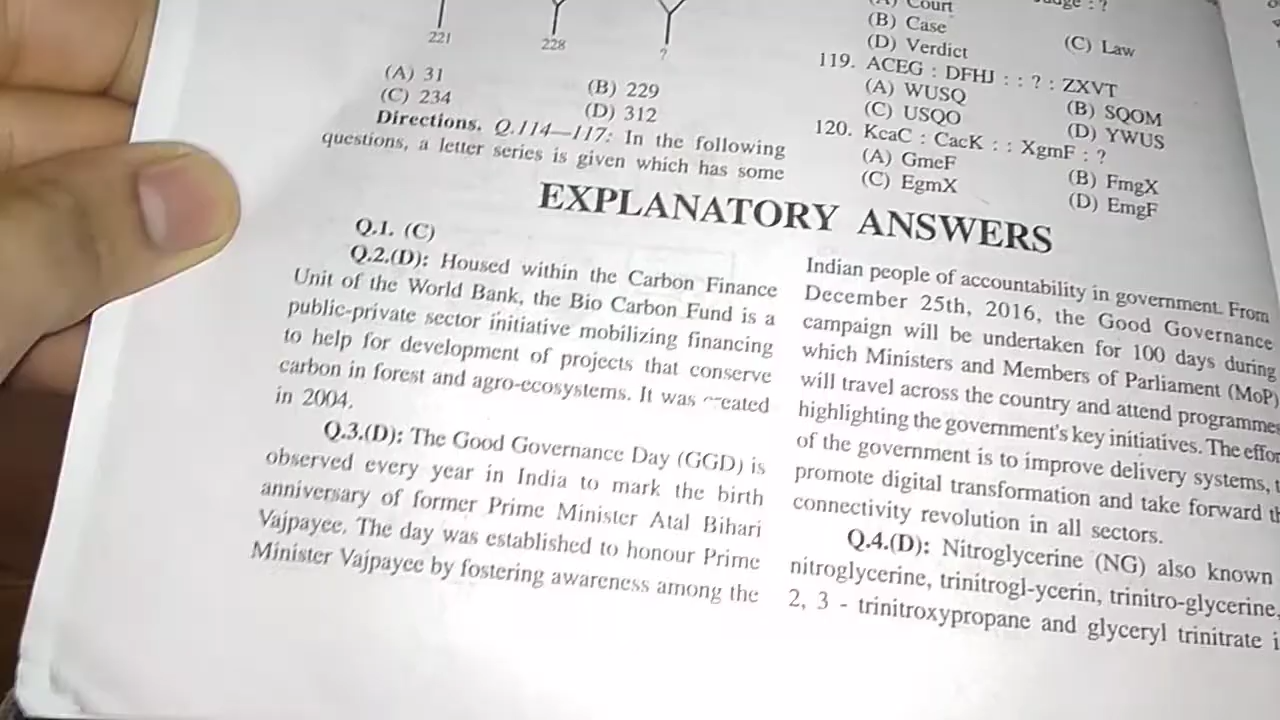 221
228
?
(A) 31
(B) 229
(C) 234
(D) 312
Directions. Q.114—117: In the following
questions, a letter series is given which has some
(A) Court
(B) Case
(C) Law
(D) Verdict
119. ACEG : DFHJ : : ? : ZXVT
(A) WUSQ
(B) SQOM
(C) USQO
(D) YWUS
120. KcaC : CacK : : XgmF : ?
(A) GmeF
(B) FmgX
(C) EgmX
(D) EmgF
EXPLANATORY ANSWERS
Q.1. (C)
Q.2.(D): Housed within the Carbon Finance
Unit of the World Bank, the Bio Carbon Fund is a
public-private sector initiative mobilizing financing
to help for development of projects that conserve
carbon in forest and agro-ecosystems. It was
in 2004.
Q.3.(D): The Good Governance Day (GGD) is
observed every year in India to mark the birth
anniversary of former Prime Minister Atal Bihari
Vajpayee. The day was established to honour Prime
Minister Vajpayee by fostering awareness among the
Indian people of accountability in government. From
December 25th, 2016, the Good Governance
campaign will be undertaken for 100 days during
which Ministers and Members of Parliament (MoP)
will travel across the country and attend programmes
highlighting the government's key initiatives. The effor
of the government is to improve delivery systems, t
promote digital transformation and take forward th
connectivity revolution in all sectors.
Q.4.(D): Nitroglycerine (NG) also known
nitroglycerine, trinitrogl-ycerin, trinitro-glycerine,
2, 3 - trinitroxypropane and glyceryl trinitrate i